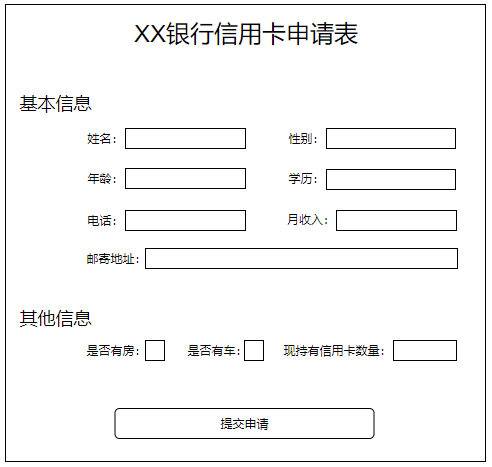 XX银行信用卡申请表
基本信息
姓名: 性别:
年龄: 学历:
电话: 月收入:
邮寄地址:
其他信息
是否有房: 是否有车: 现持有信用卡数量:
提交申请